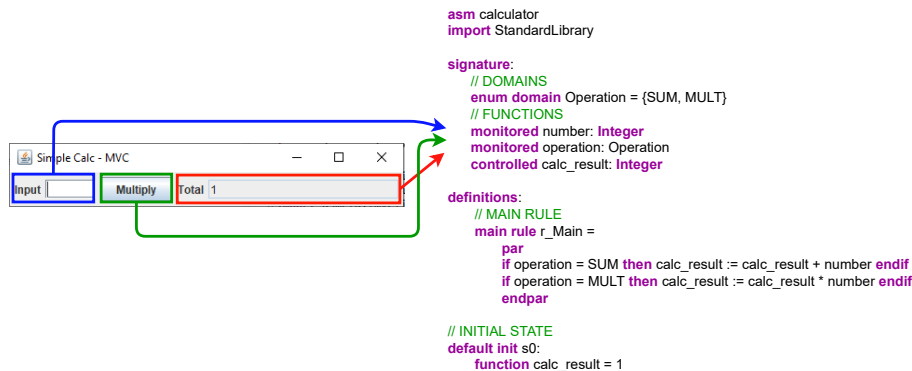 asm calculator
import StandardLibrary
signature:
// DOMAINS
enum domain Operation = {SUM, MULT}
// FUNCTIONS
monitored number: Integer
monitored operation: Operation
controlled calc_result: Integer
Simple Calc - MVC
Input
Multiply
Total 1
definitions:
// MAIN RULE
main rule r_Main =
par
if operation = SUM then calc_result := calc_result + number endif
if operation = MULT then calc_result := calc_result * number endif
endpar
// INITIAL STATE
default init s0:
function calc_result = 1